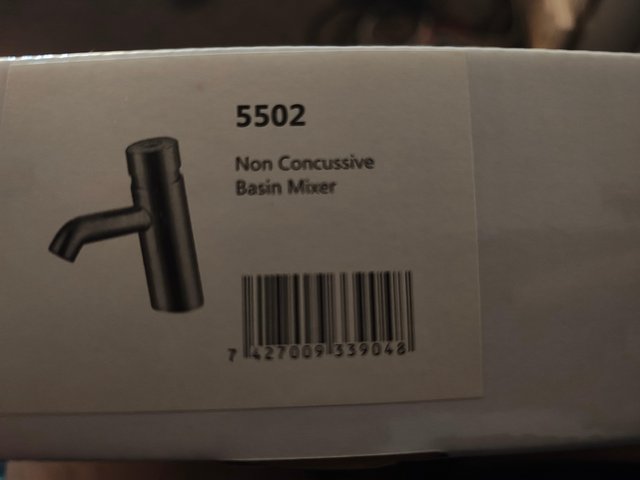 5502
Non Concussive
Basin Mixer
7 427009 339048